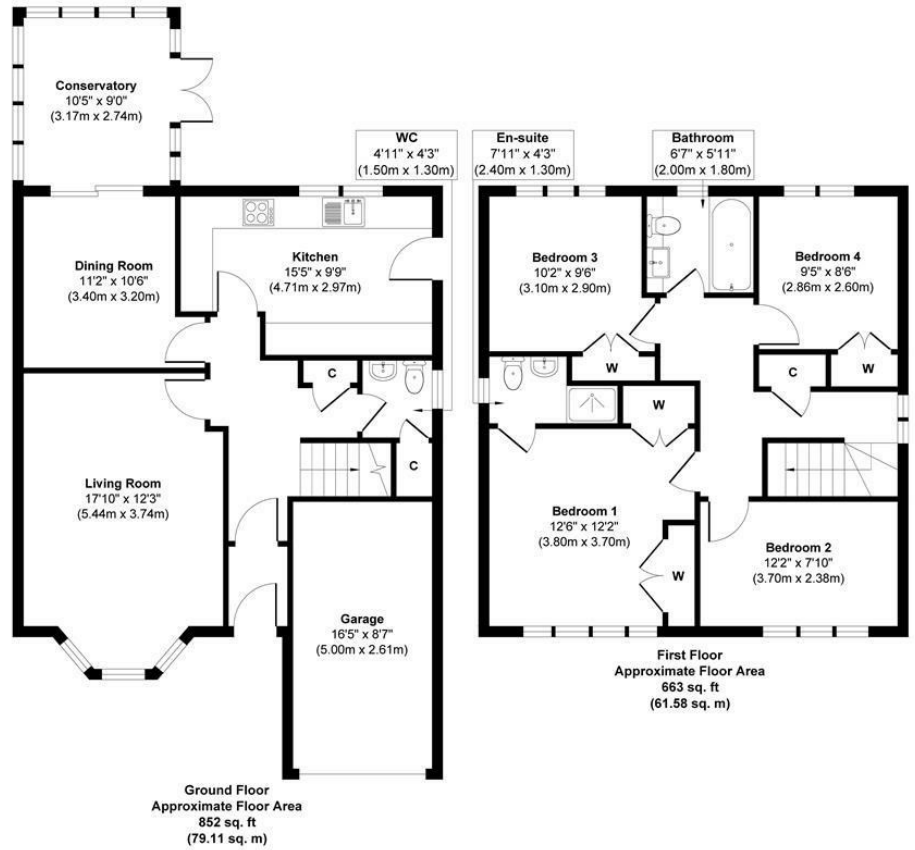 Conservatory
10'5" x 9'0"
(3.17m x 2.74m)
WC
4'11" x 4'3"
(1.50m x 1.30m)
En-suite
7'11" x 4'3"
(2.40m x 1.30m)
Bathroom
6'7" x 5'11"
(2.00m x 1.80m)
Dining Room
11'2" x 10'6"
(3.40m x 3.20m)
Kitchen
15'5" x 9'9"
(4.71m x 2.97m)
Bedroom 3
10'2" x 9'6"
(3.10m x 2.90m)
Bedroom 4
9'5" x 8'6"
(2.86m x 2.60m)
C
W
C
W
W
C
Living Room
17'10" x 12'3"
(5.44m x 3.74m)
Bedroom 1
12'6" x 12'2"
(3.80m x 3.70m)
W
Bedroom 2
12'2" x 7'10"
(3.70m x 2.38m)
Garage
16'5" x 8'7"
(5.00m x 2.61m)
First Floor
Approximate Floor Area
663 sq. ft
(61.58 sq. m)
Ground Floor
Approximate Floor Area
852 sq. ft
(79.11 sq. m)